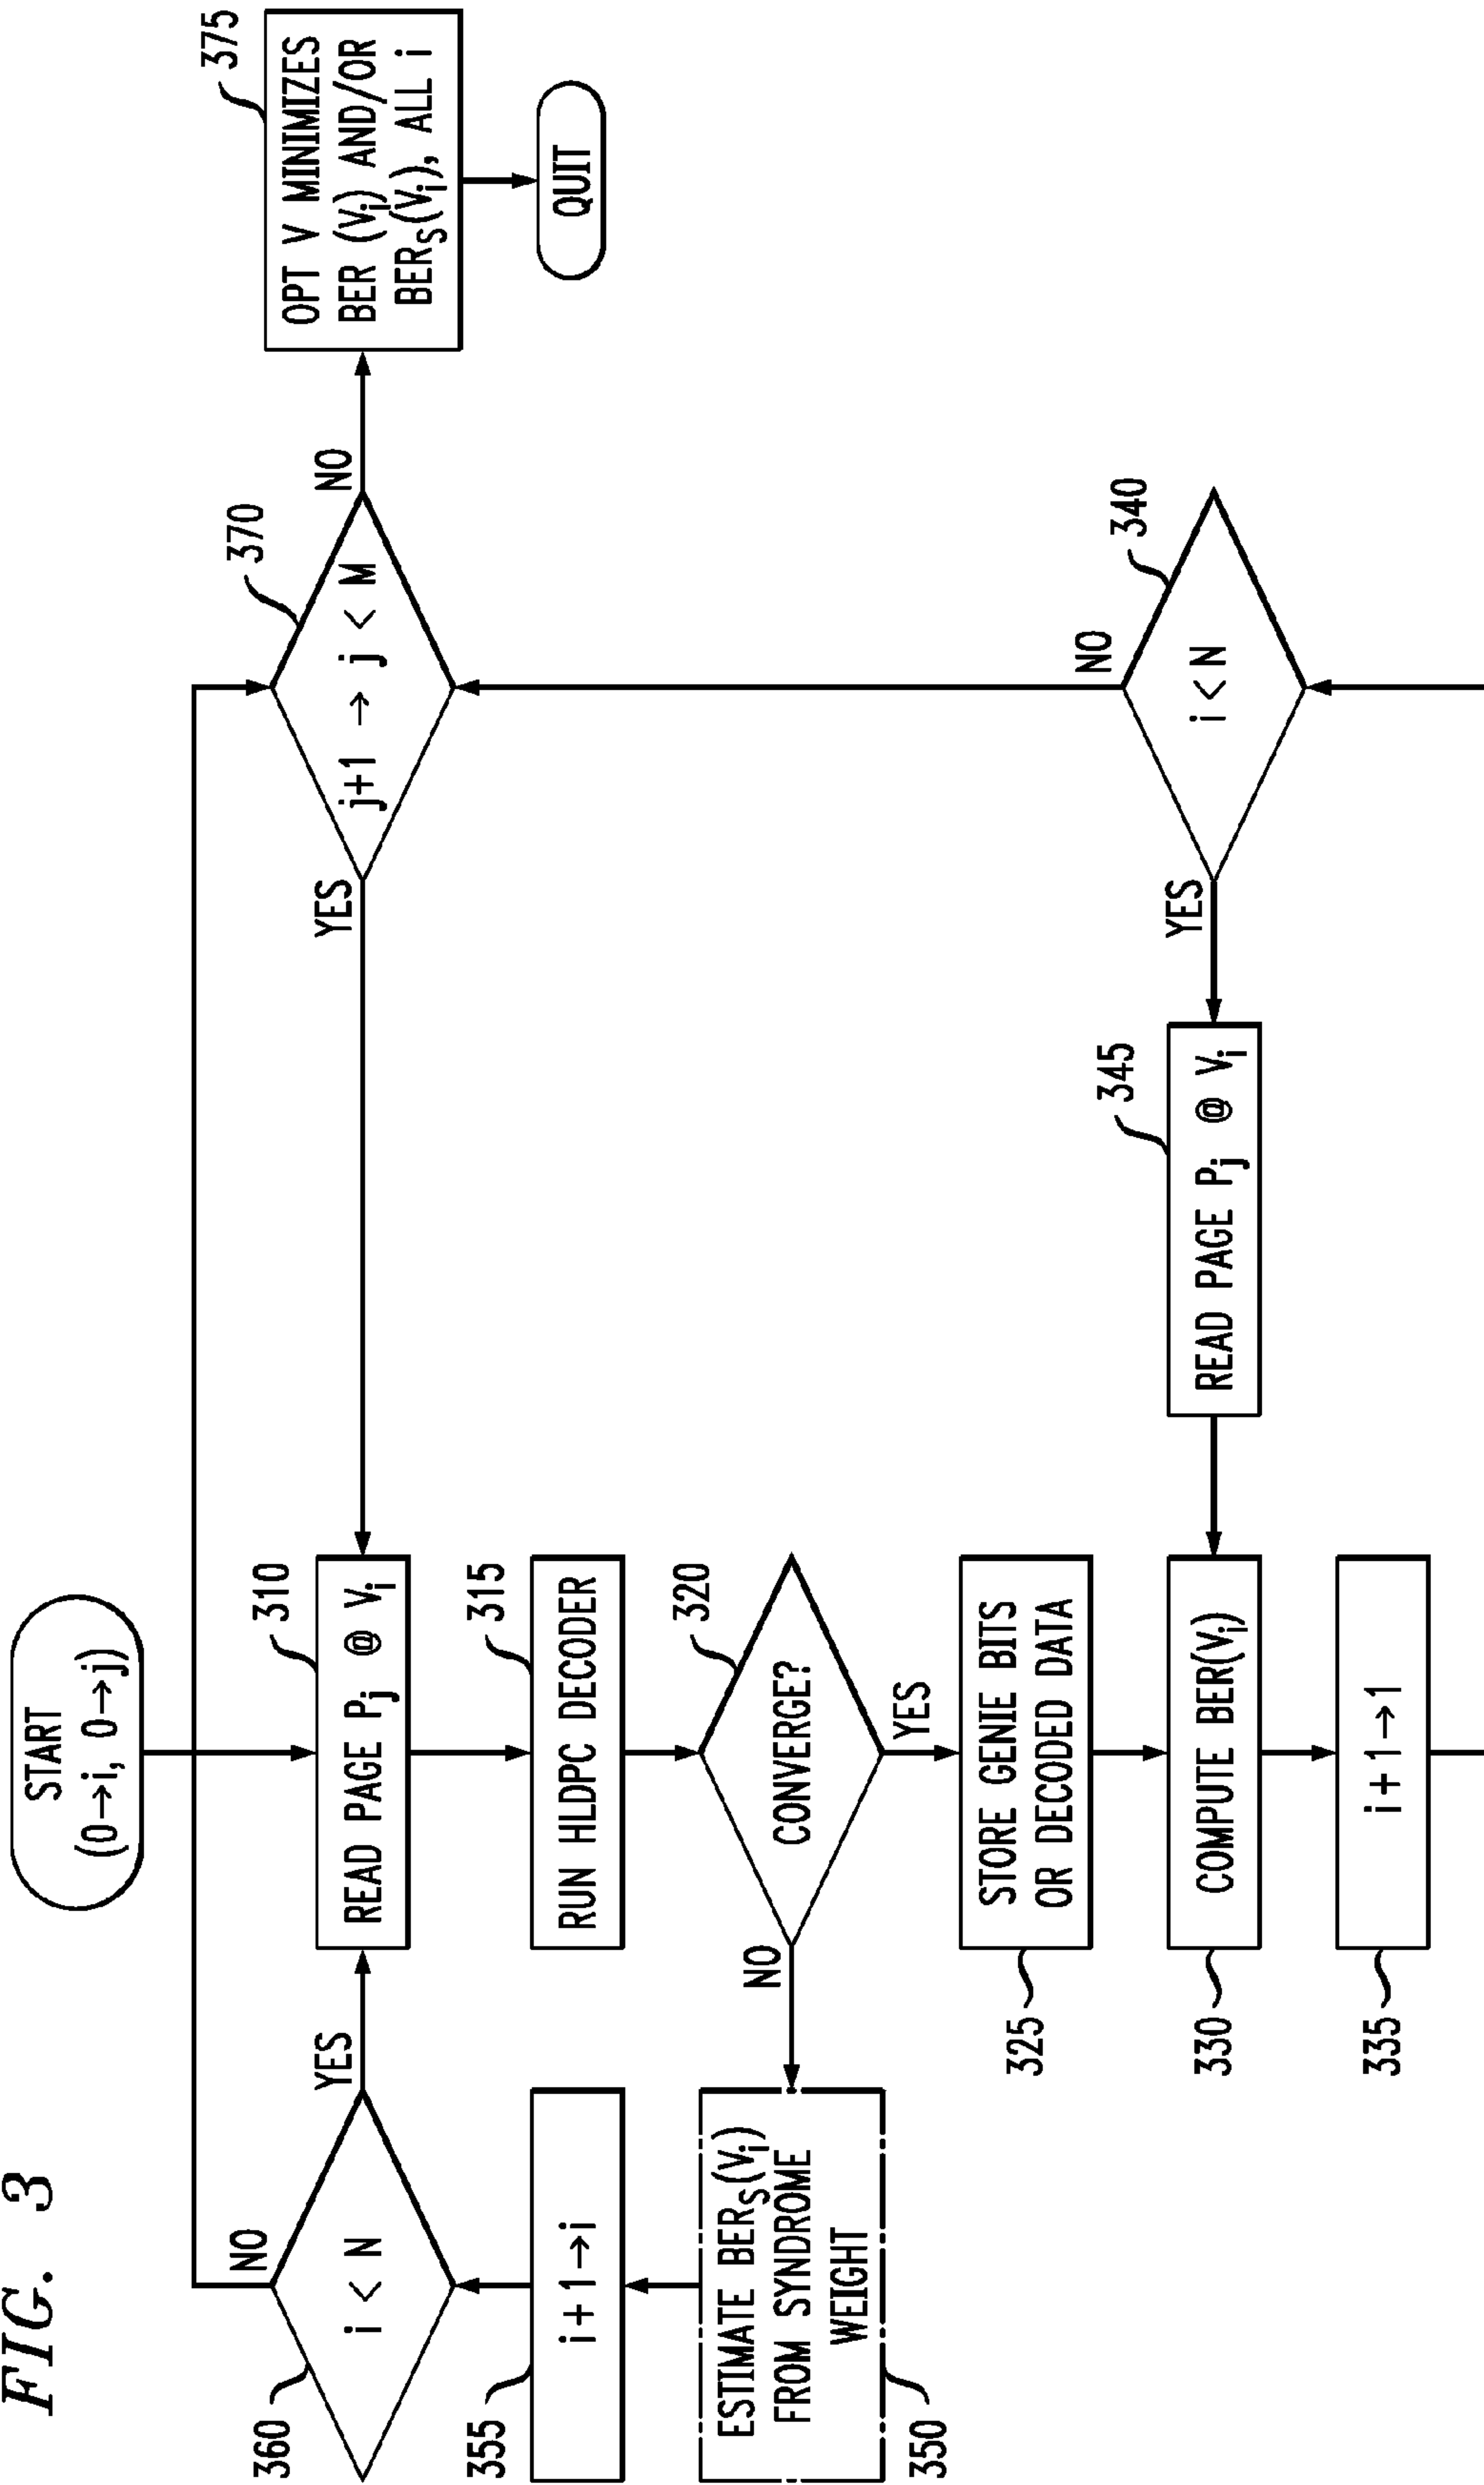 FIG. 3
START
(0→i, 0→j)
360
i < N
NO
YES
310
READ PAGE Pj @ Vi
YES
370
j+1 → j < M
NO
375
OPT V MINIMIZES
BER (Vi) AND/OR
BERS(Vi), ALL i
QUIT
355
i+1→i
315
RUN HLDPC DECODER
350
ESTIMATE BERS(Vi)
FROM SYNDROME
WEIGHT
NO
320
CONVERGE?
YES
325
STORE GENIE BITS
OR DECODED DATA
330
COMPUTE BER(Vi)
345
READ PAGE Pj @ Vi
YES
340
i < N
NO
335
i+1→1